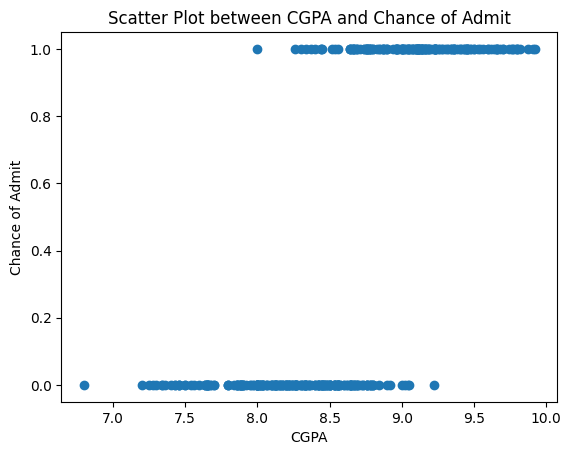 Scatter Plot between CGPA and Chance of Admit
1.0
0.8
0.6
0.4
0.2
0.0
Chance of Admit
7.0 7.5 8.0 8.5 9.0 9.5 10.0
CGPA